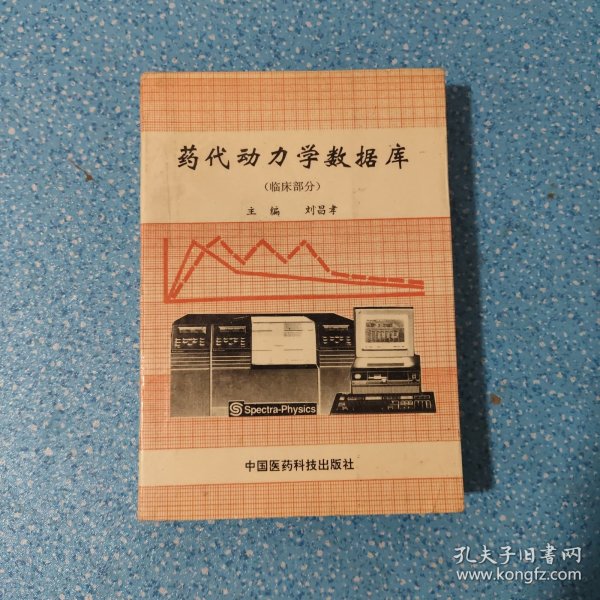 药代动力学数据库
(临床部分)
主编 刘昌孝
Spectra-Physics
中国医药科技出版社
孔夫子旧书网
www.kongfz.com